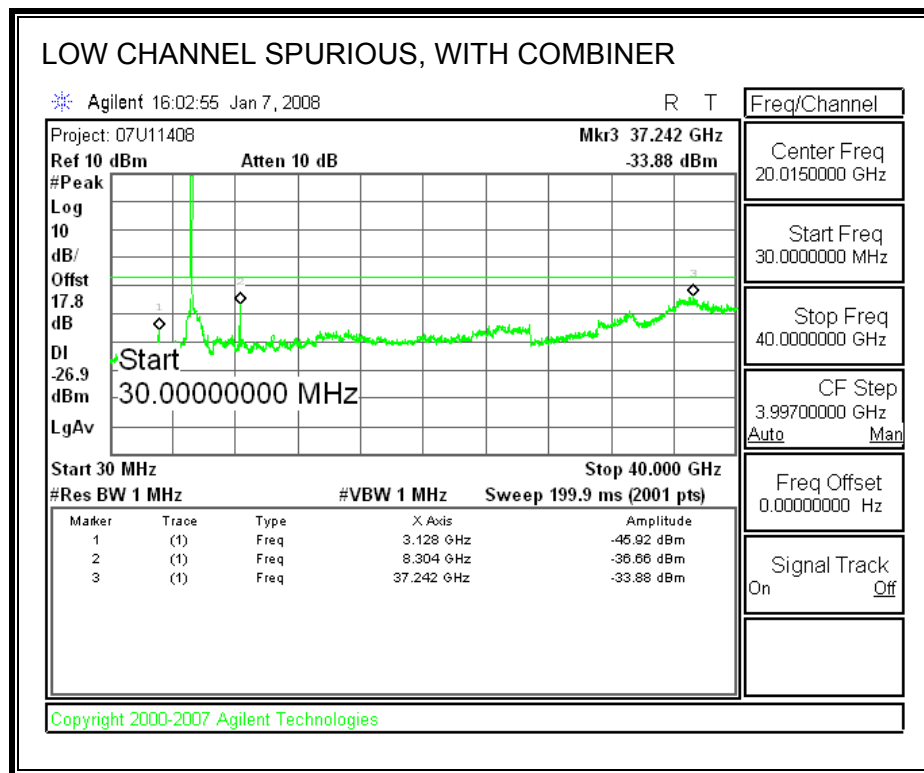 LOW CHANNEL SPURIOUS, WITH COMBINER
Agilent 16:02:55 Jan 7, 2008
R T
Project: 07U11408
Mkr3 37.242 GHz
Ref 10 dBm
Atten 10 dB
-33.88 dBm
#Peak
Log
10
dB/
Offst
17.8
dB
DI
-26.9
dBm
LgAv
1
2
3
Start
30.00000000 MHz
Start 30 MHz
Stop 40.000 GHz
#Res BW 1 MHz
#VBW 1 MHz
Sweep 199.9 ms (2001 pts)
Marker Trace Type X Axis Amplitude
1 (1) Freq 3.128 GHz -45.92 dBm
2 (1) Freq 8.304 GHz -36.66 dBm
3 (1) Freq 37.242 GHz -33.88 dBm
Freq/Channel
Center Freq
20.0150000 GHz
Start Freq
30.0000000 MHz
Stop Freq
40.0000000 GHz
CF Step
3.99700000 GHz
Auto Man
Freq Offset
0.00000000 Hz
Signal Track
On Off
Copyright 2000-2007 Agilent Technologies